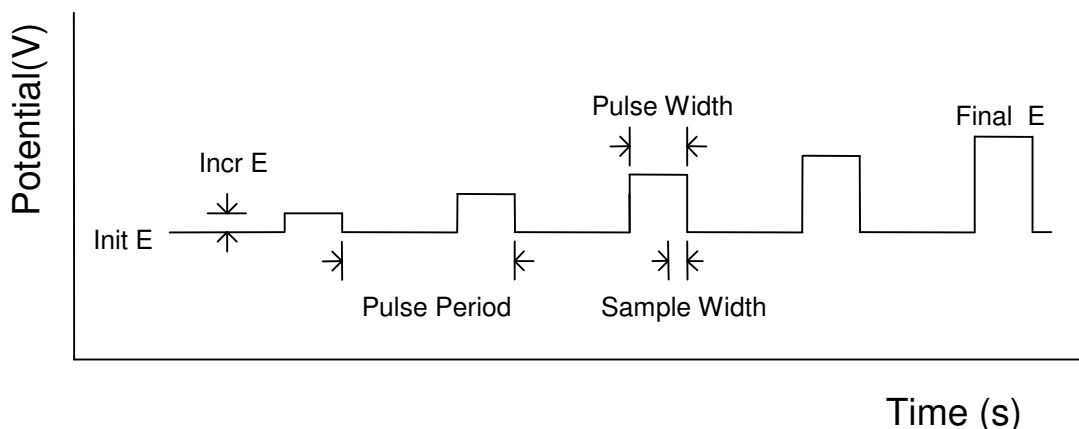 Potential(V)
Pulse Width
Final E
Incr E
Init E
Pulse Period
Sample Width
Time (s)